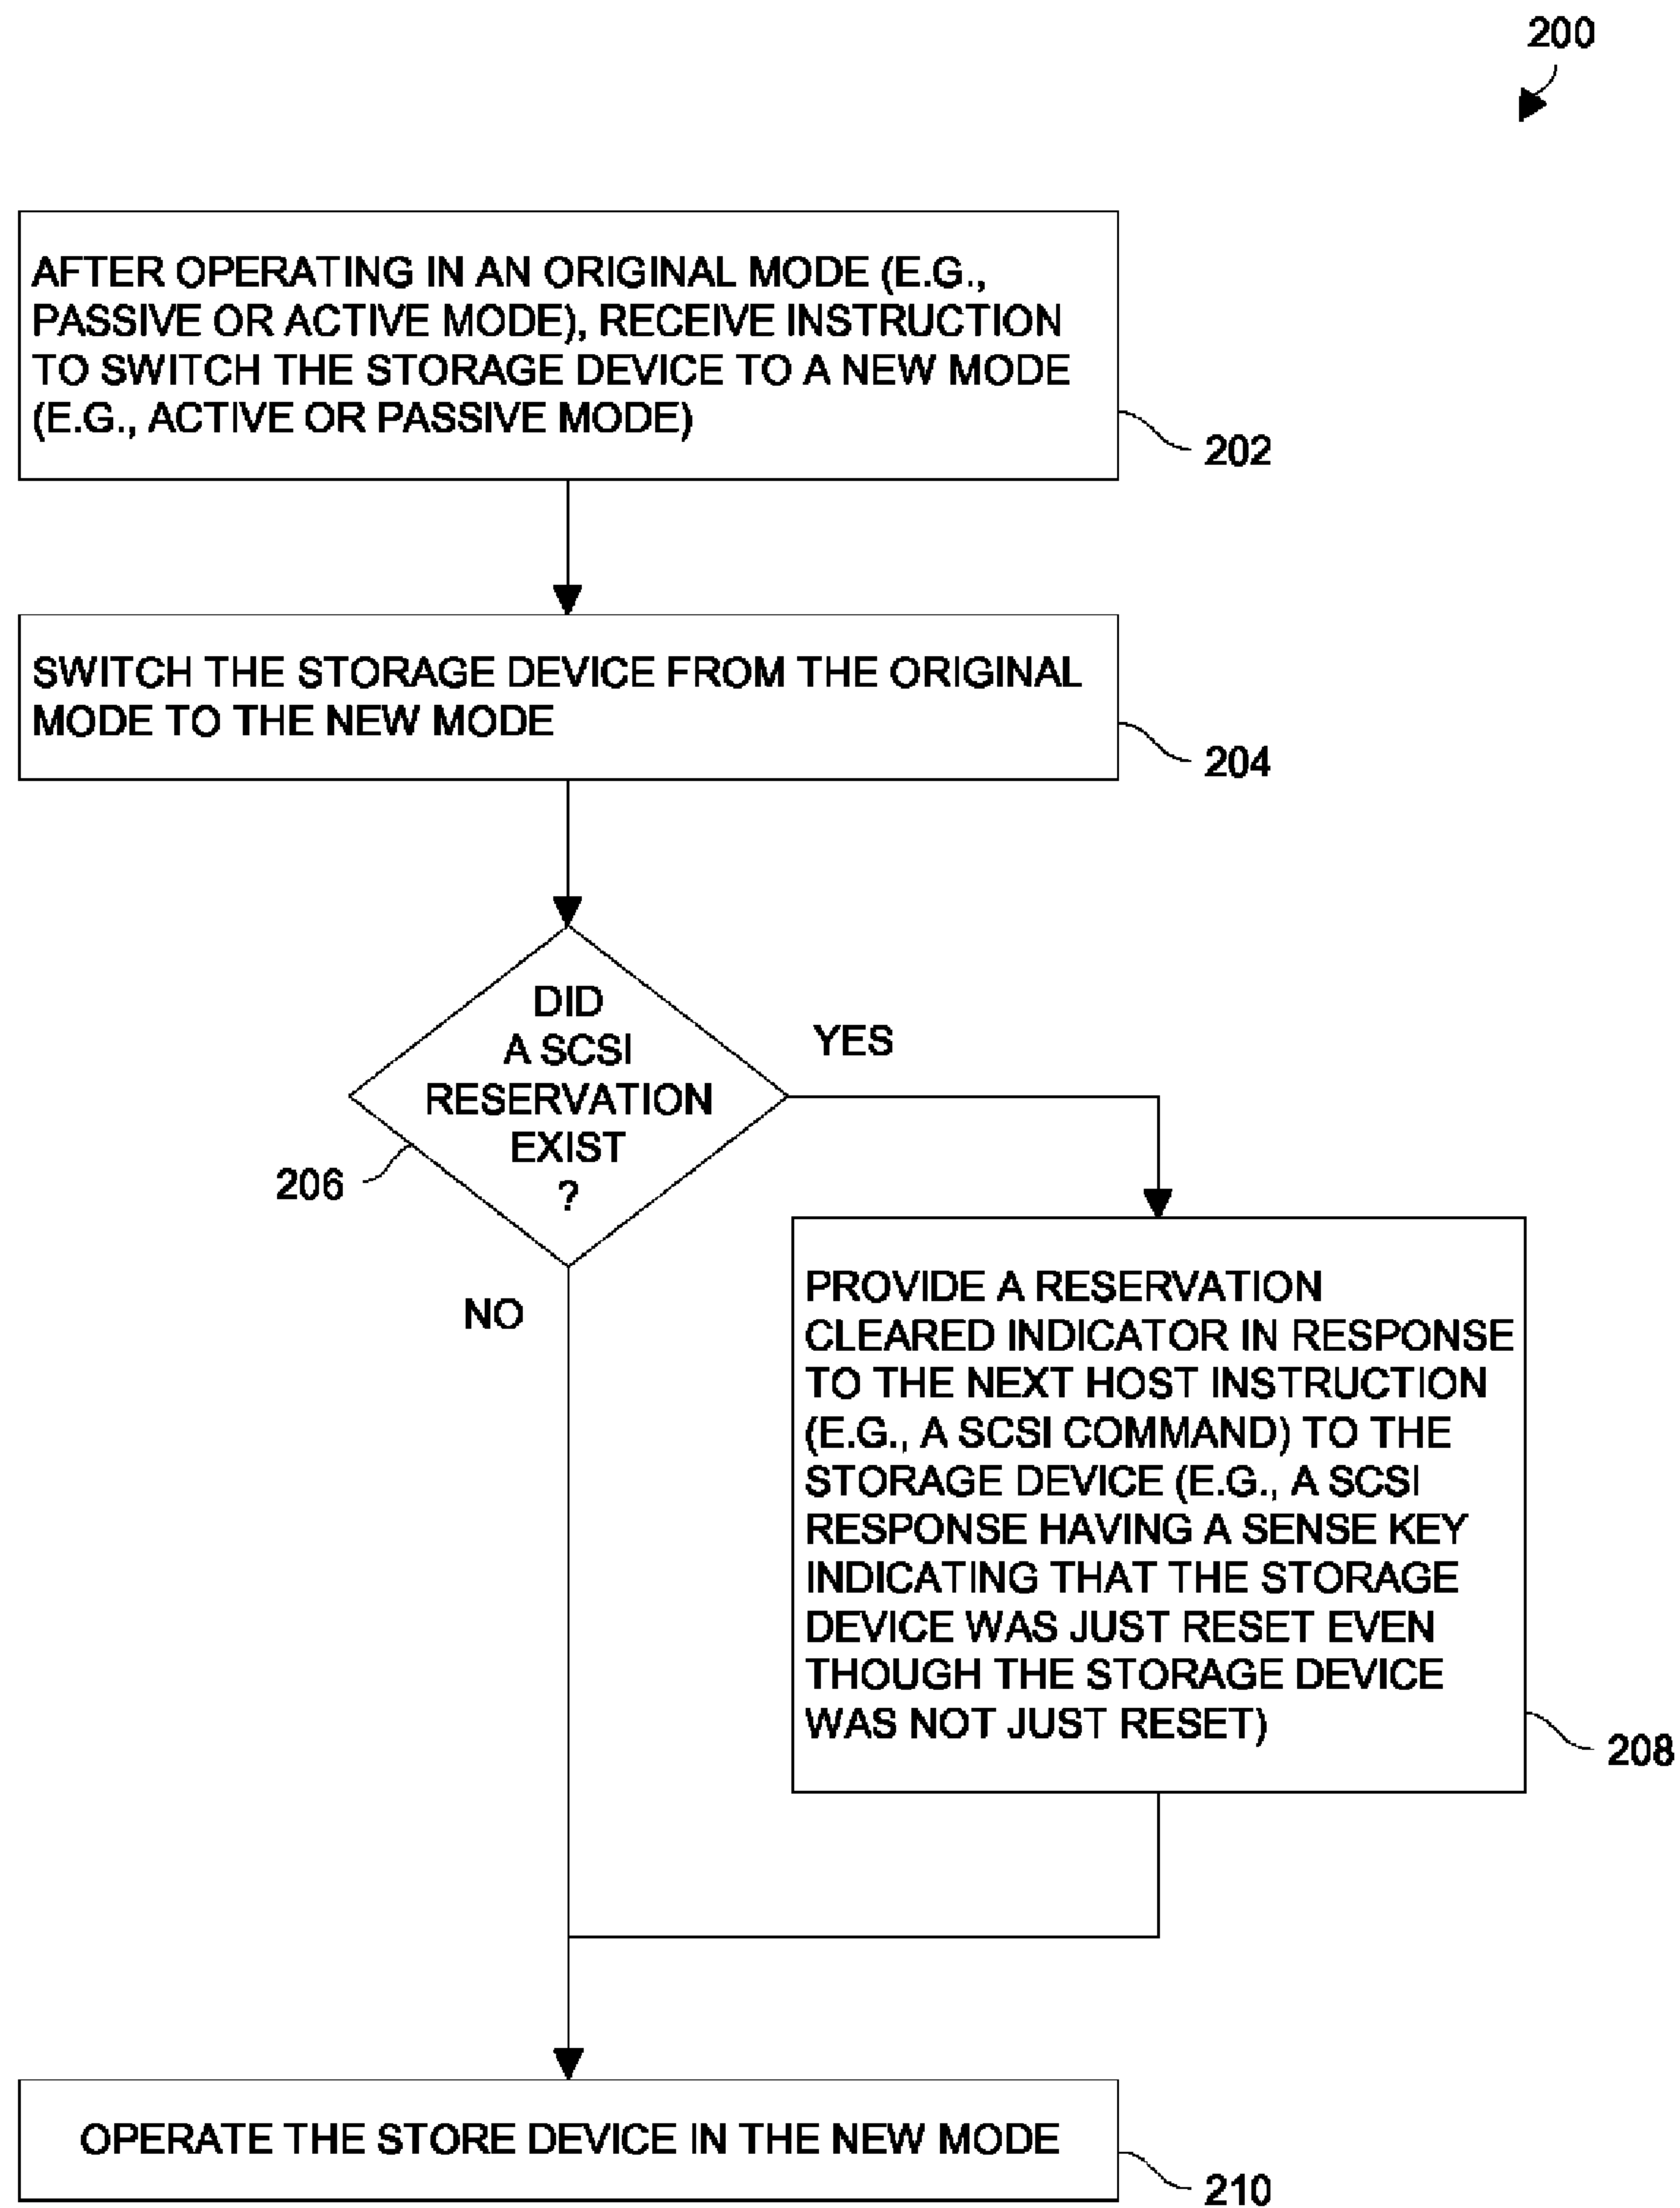 200
AFTER OPERATING IN AN ORIGINAL MODE (E.G.,
PASSIVE OR ACTIVE MODE), RECEIVE INSTRUCTION
TO SWITCH THE STORAGE DEVICE TO A NEW MODE
(E.G., ACTIVE OR PASSIVE MODE)
202
SWITCH THE STORAGE DEVICE FROM THE ORIGINAL
MODE TO THE NEW MODE
204
DID
A SCSI
RESERVATION
EXIST
?
206
YES
NO
PROVIDE A RESERVATION
CLEARED INDICATOR IN RESPONSE
TO THE NEXT HOST INSTRUCTION
(E.G., A SCSI COMMAND) TO THE
STORAGE DEVICE (E.G., A SCSI
RESPONSE HAVING A SENSE KEY
INDICATING THAT THE STORAGE
DEVICE WAS JUST RESET EVEN
THOUGH THE STORAGE DEVICE
WAS NOT JUST RESET)
208
OPERATE THE STORE DEVICE IN THE NEW MODE
210